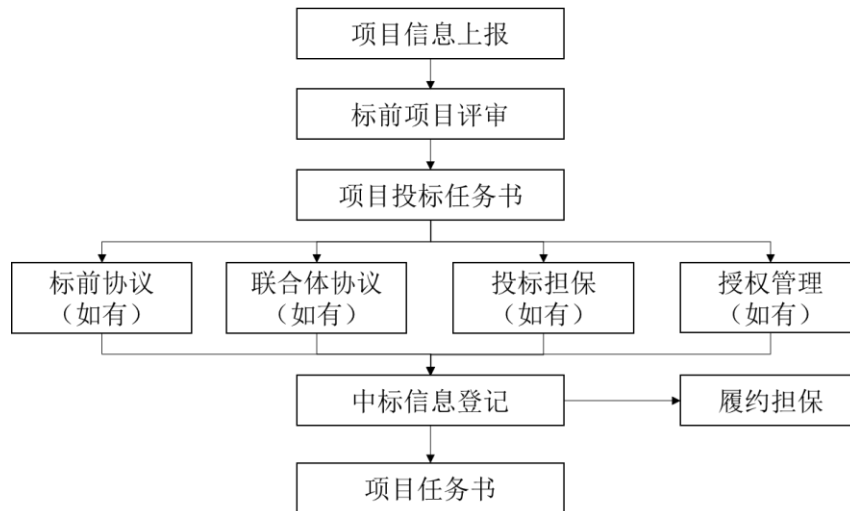 项目信息上报
标前项目评审
项目投标任务书
标前协议
（如有）
联合体协议
（如有）
投标担保
（如有）
授权管理
（如有）
中标信息登记
履约担保
项目任务书